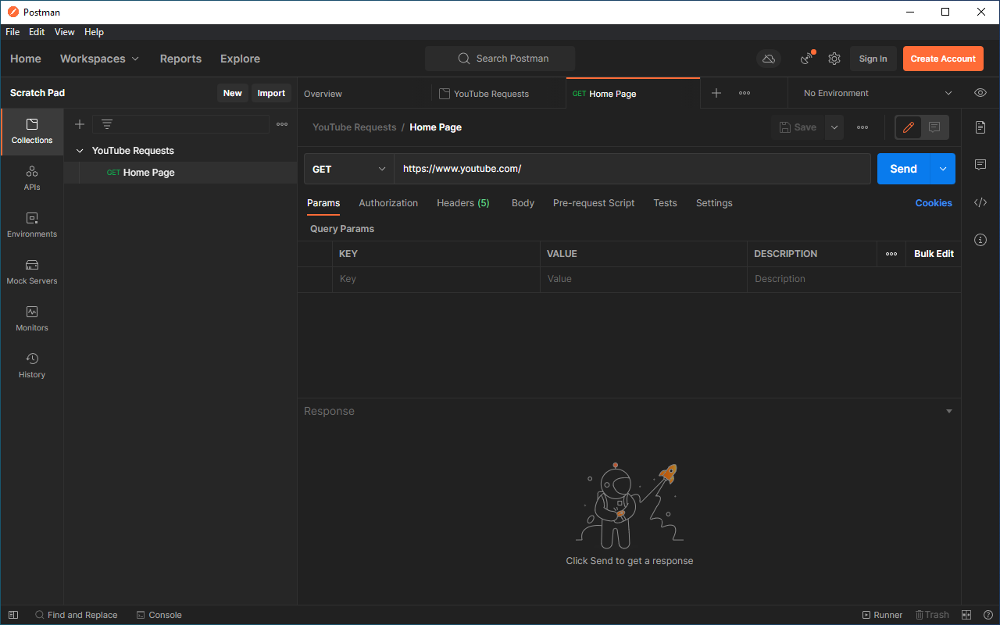 Postman
File Edit View Help
Home Workspaces Reports Explore Search Postman Sign In Create Account
Scratch Pad New Import Overview YouTube Requests GET Home Page No Environment
Collections
APIs
Environments
Mock Servers
Monitors
History
YouTube Requests
GET Home Page
YouTube Requests / Home Page Save
GET https://www.youtube.com/ Send
Params Authorization Headers (5) Body Pre-request Script Tests Settings Cookies
Query Params
KEY VALUE DESCRIPTION Bulk Edit
Key Value Description
Response
Click Send to get a response
Find and Replace Console Runner Trash